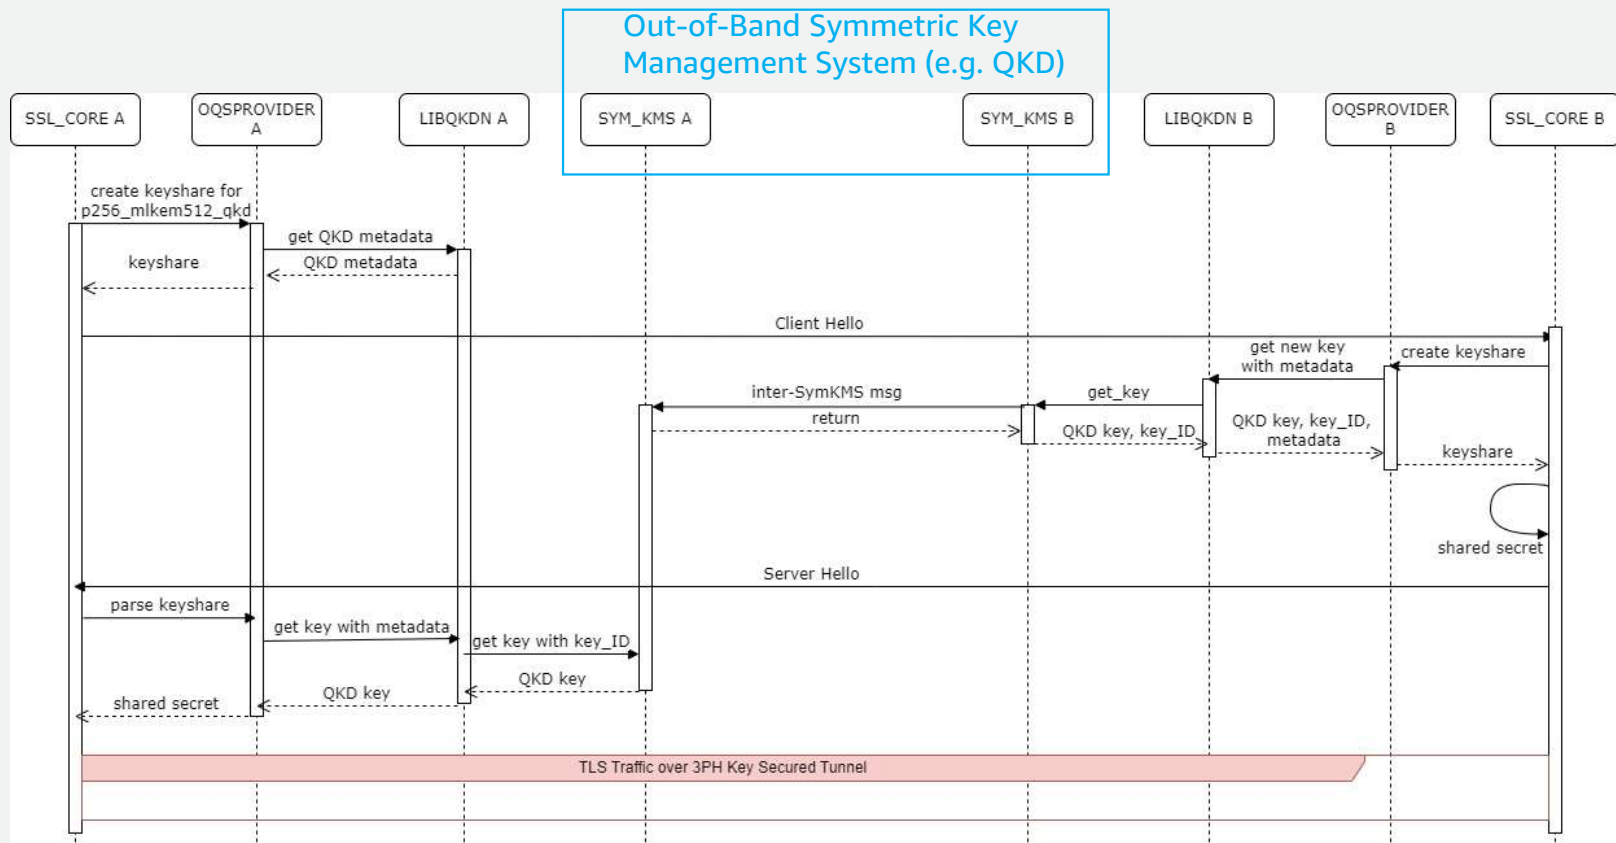 Out-of-Band Symmetric Key
Management System (e.g. QKD)
SSL_CORE A
OQSPROVIDER
A
LIBQKDN A
SYM_KMS A
SYM_KMS B
LIBQKDN B
OQSPROVIDER
B
SSL_CORE B
create keyshare for
p256_mlkem512_qkd
get QKD metadata
QKD metadata
keyshare
Client Hello
create keyshare
get new key
with metadata
get_key
inter-SymKMS msg
return
QKD key, key_ID
QKD key, key_ID,
metadata
keyshare
shared secret
Server Hello
parse keyshare
get key with metadata
get key with key_ID
QKD key
QKD key
shared secret
TLS Traffic over 3PH Key Secured Tunnel